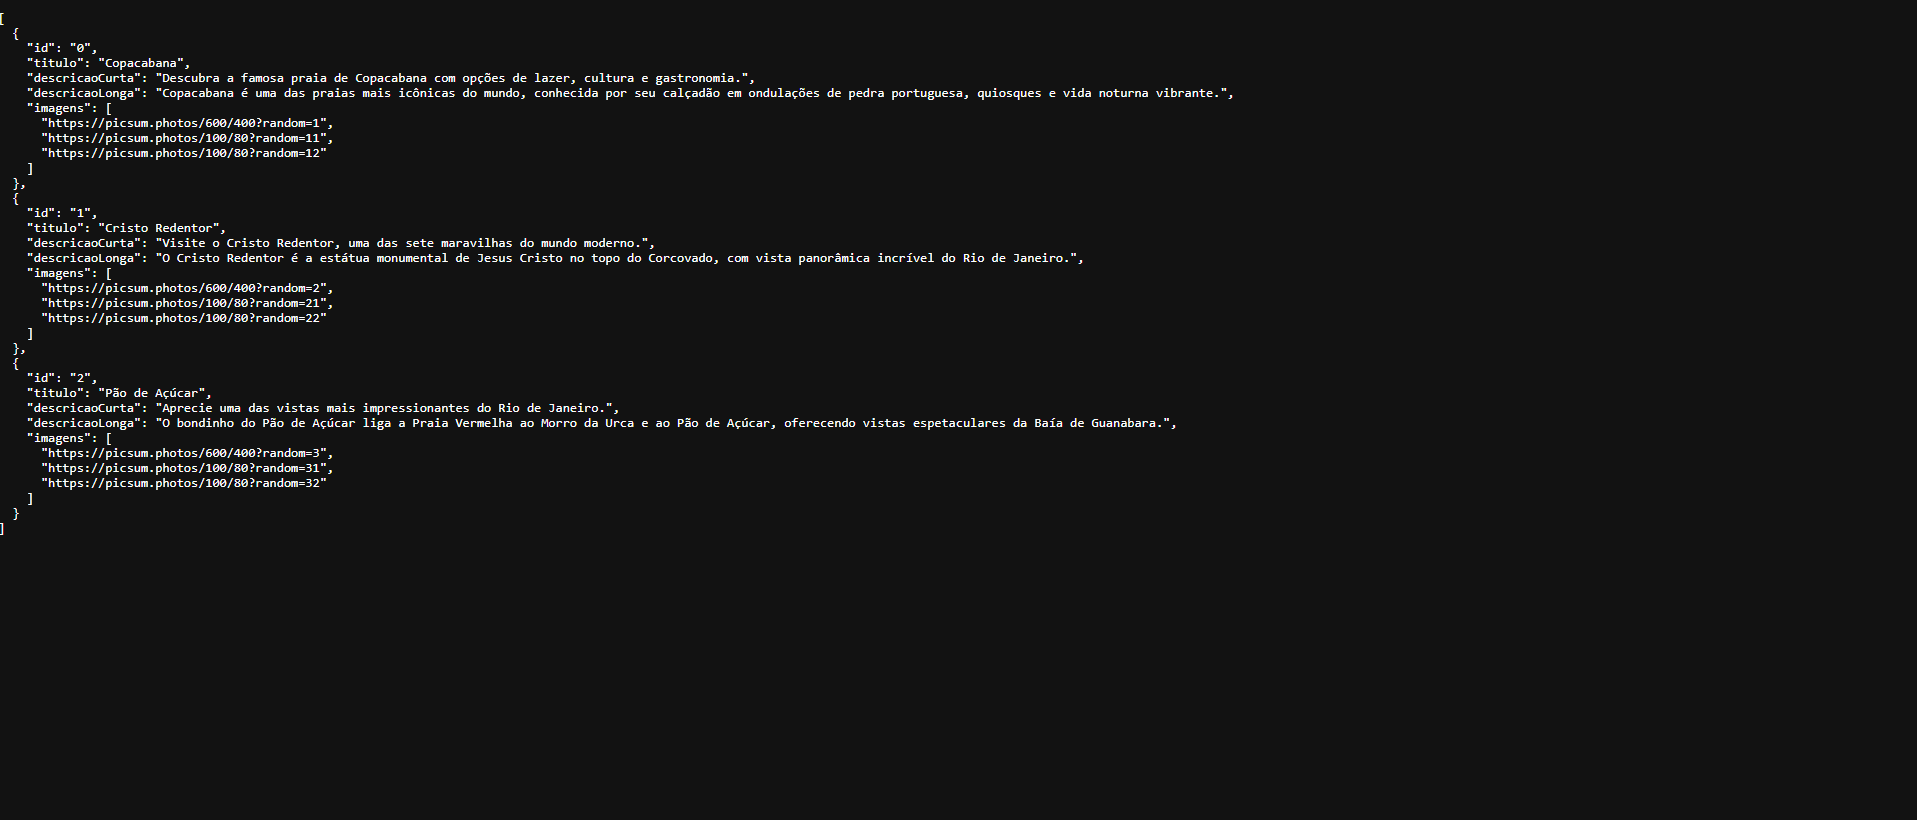 [
  {
    "id": "0",
    "titulo": "Copacabana",
    "descricaoCurta": "Descubra a famosa praia de Copacabana com opções de lazer, cultura e gastronomia.",
    "descricaoLonga": "Copacabana é uma das praias mais icônicas do mundo, conhecida por seu calçadão em ondulações de pedra portuguesa, quiosques e vida noturna vibrante.",
    "imagens": [
      "https://picsum.photos/600/400?random=1",
      "https://picsum.photos/100/80?random=11",
      "https://picsum.photos/100/80?random=12"
    ]
  },
  {
    "id": "1",
    "titulo": "Cristo Redentor",
    "descricaoCurta": "Visite o Cristo Redentor, uma das sete maravilhas do mundo moderno.",
    "descricaoLonga": "O Cristo Redentor é a estátua monumental de Jesus Cristo no topo do Corcovado, com vista panorâmica incrível do Rio de Janeiro.",
    "imagens": [
      "https://picsum.photos/600/400?random=2",
      "https://picsum.photos/100/80?random=21",
      "https://picsum.photos/100/80?random=22"
    ]
  },
  {
    "id": "2",
    "titulo": "Pão de Açúcar",
    "descricaoCurta": "Aprecie uma das vistas mais impressionantes do Rio de Janeiro.",
    "descricaoLonga": "O bondinho do Pão de Açúcar liga a Praia Vermelha ao Morro da Urca e ao Pão de Açúcar, oferecendo vistas espetaculares da Baía de Guanabara.",
    "imagens": [
      "https://picsum.photos/600/400?random=3",
      "https://picsum.photos/100/80?random=31",
      "https://picsum.photos/100/80?random=32"
    ]
  }
]